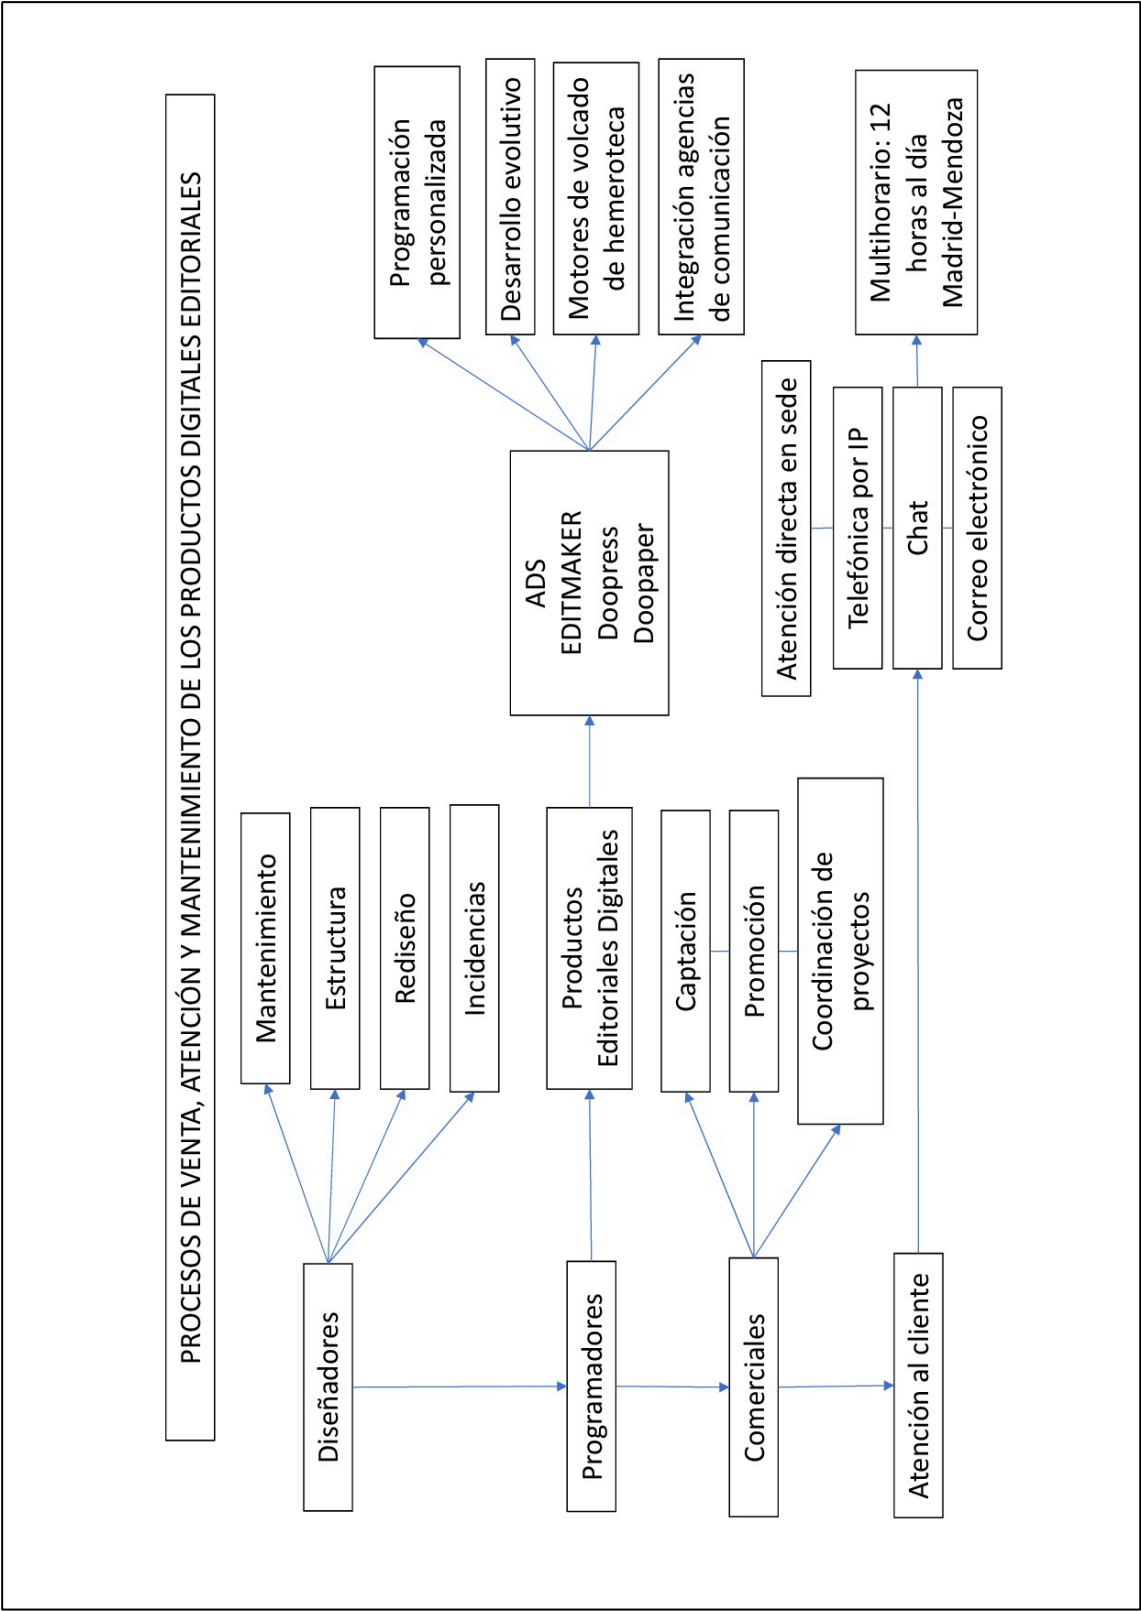 PROCESOS DE VENTA, ATENCIÓN Y MANTENIMIENTO DE LOS PRODUCTOS DIGITALES EDITORIALES
Diseñadores
Mantenimiento
Estructura
Rediseño
Incidencias
Programadores
Productos
Editoriales Digitales
ADS
EDITMAKER
Doopress
Doopaper
Programación
personalizada
Desarrollo evolutivo
Motores de volcado
de hemeroteca
Integración agencias
de comunicación
Comerciales
Captación
Promoción
Coordinación de
proyectos
Atención al cliente
Atención directa en sede
Telefónica por IP
Chat
Correo electrónico
Multihorario: 12
horas al día
Madrid-Mendoza